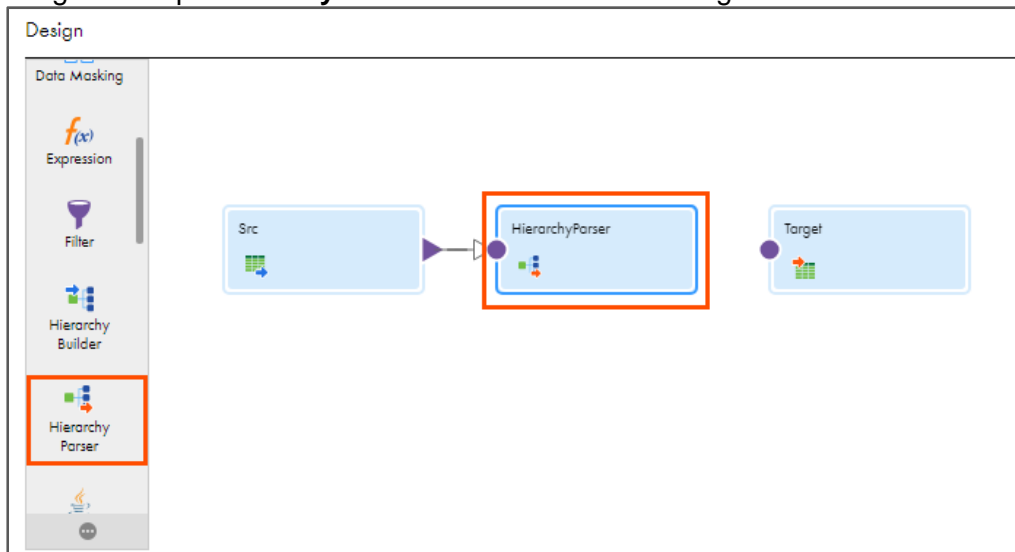 Design
Data Masking
f(x)
Expression
Filter
Hierarchy
Builder
Hierarchy
Parser
Src
HierarchyParser
Target